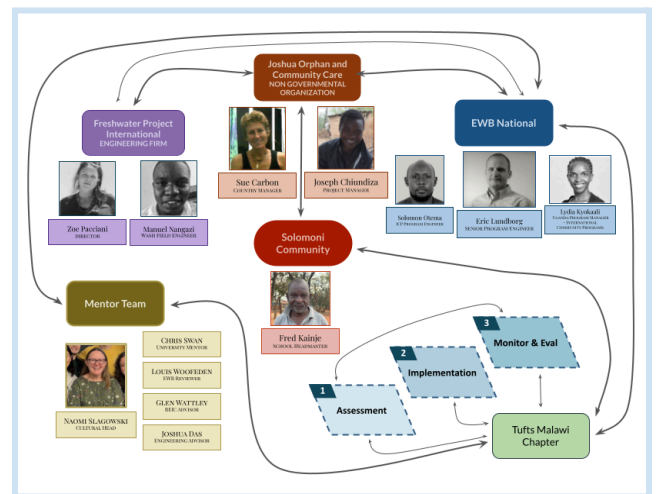 Joshua Orphan and
Community Care
NON GOVERNMENTAL
ORGANIZATION
Freshwater Project
International
ENGINEERING FIRM
EWB National
Sue Carbon
Country Manager
Joseph Chiundiza
Project Manager
Zoe Pacciani
Director
Manuel Nangazi
WASH Field Engineer
Solomon Oterna
ICP Program Engineer
Eric Lundborg
Senior Program Engineer
Lydia Kyokaali
Uganda Program Manager
- International
Community Programs
Solomoni
Community
Fred Kainje
School Headmaster
Mentor Team
Naomi Slagowski
Cultural Head
Chris Swan
University Mentor
Louis Woofeden
EWB Reviewer
Glen Wattley
REIC Advisor
Joshua Das
Engineering Advisor
1
Assessment
2
Implementation
3
Monitor & Eval
Tufts Malawi
Chapter